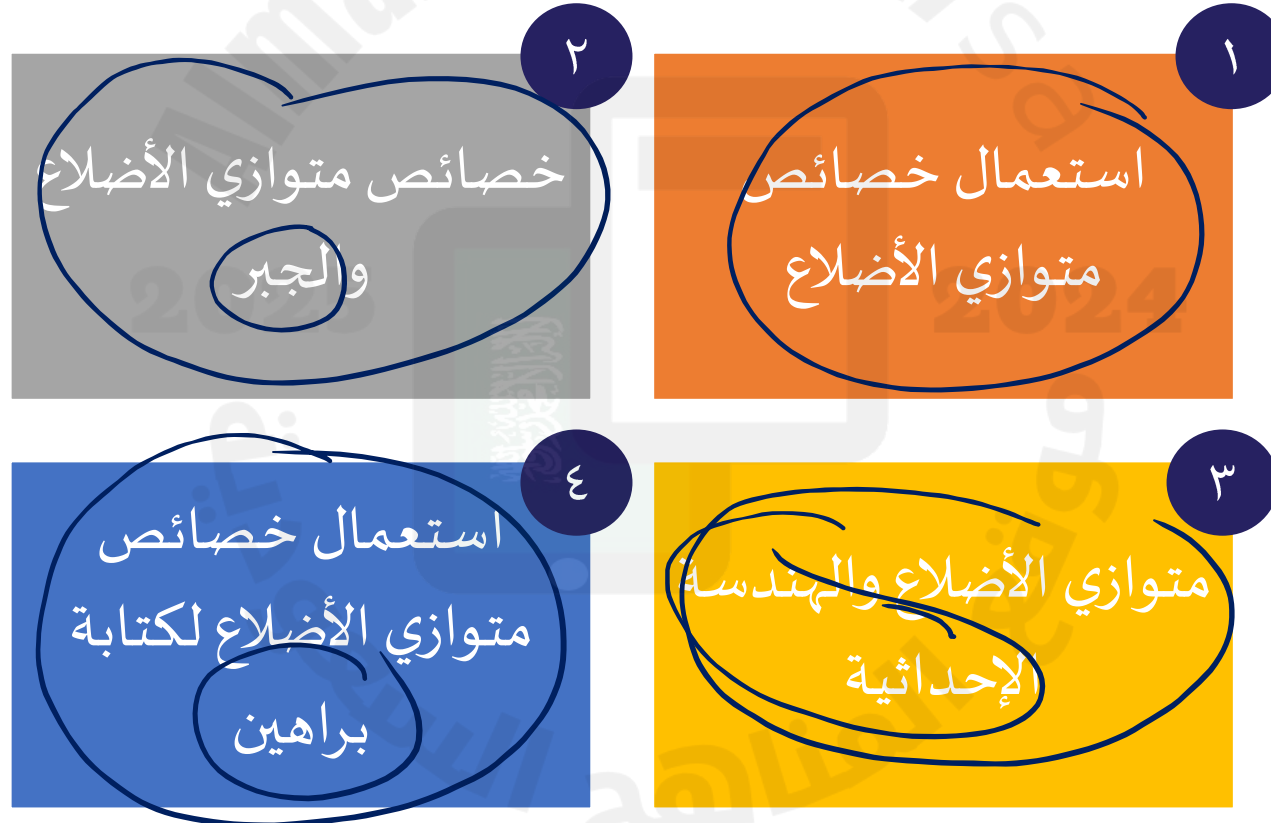 ١
استعمال خصائص
متوازي الأضلاع
٢
خصائص متوازي الأضلاع
والجبر
٣
متوازي الأضلاع والهندسة
الإحداثية
٤
استعمال خصائص
متوازي الأضلاع لكتابة
براهين
2024